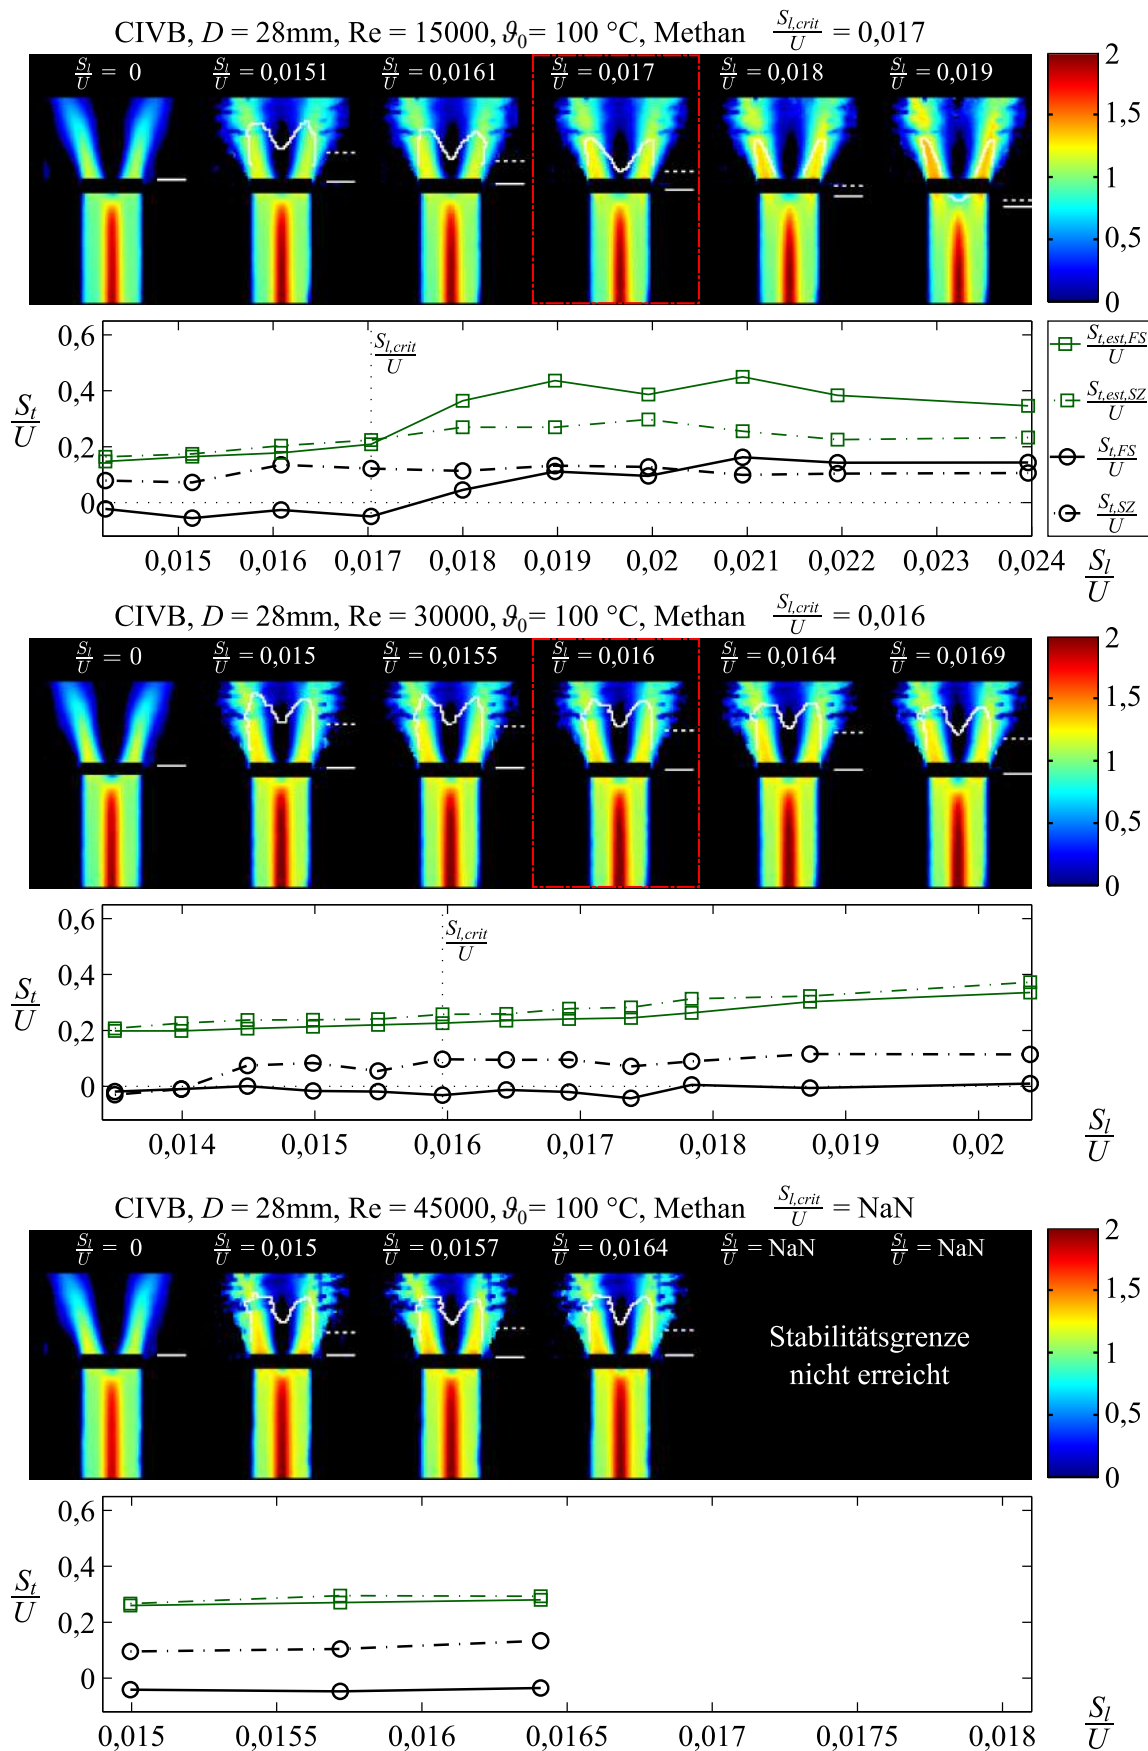 CIVB, D = 28mm, Re = 15000, ϑ0= 100 °C, Methan Sl,crit/U = 0,017
Sl/U = 0 Sl/U = 0,0151 Sl/U = 0,0161 Sl/U = 0,017 Sl/U = 0,018 Sl/U = 0,019
2
1,5
1
0,5
0
0,6
0,4
0,2
0
St/U
Sl,crit/U
St,est,FS/U
St,est,SZ/U
St,FS/U
St,SZ/U
0,015 0,016 0,017 0,018 0,019 0,02 0,021 0,022 0,023 0,024 Sl/U
CIVB, D = 28mm, Re = 30000, ϑ0= 100 °C, Methan Sl,crit/U = 0,016
Sl/U = 0 Sl/U = 0,015 Sl/U = 0,0155 Sl/U = 0,016 Sl/U = 0,0164 Sl/U = 0,0169
2
1,5
1
0,5
0
0,6
0,4
0,2
0
St/U
Sl,crit/U
0,014 0,015 0,016 0,017 0,018 0,019 0,02 Sl/U
CIVB, D = 28mm, Re = 45000, ϑ0= 100 °C, Methan Sl,crit/U = NaN
Sl/U = 0 Sl/U = 0,015 Sl/U = 0,0157 Sl/U = 0,0164 Sl/U = NaN Sl/U = NaN
Stabilitätsgrenze
nicht erreicht
2
1,5
1
0,5
0
0,6
0,4
0,2
0
St/U
0,015 0,0155 0,016 0,0165 0,017 0,0175 0,018 Sl/U